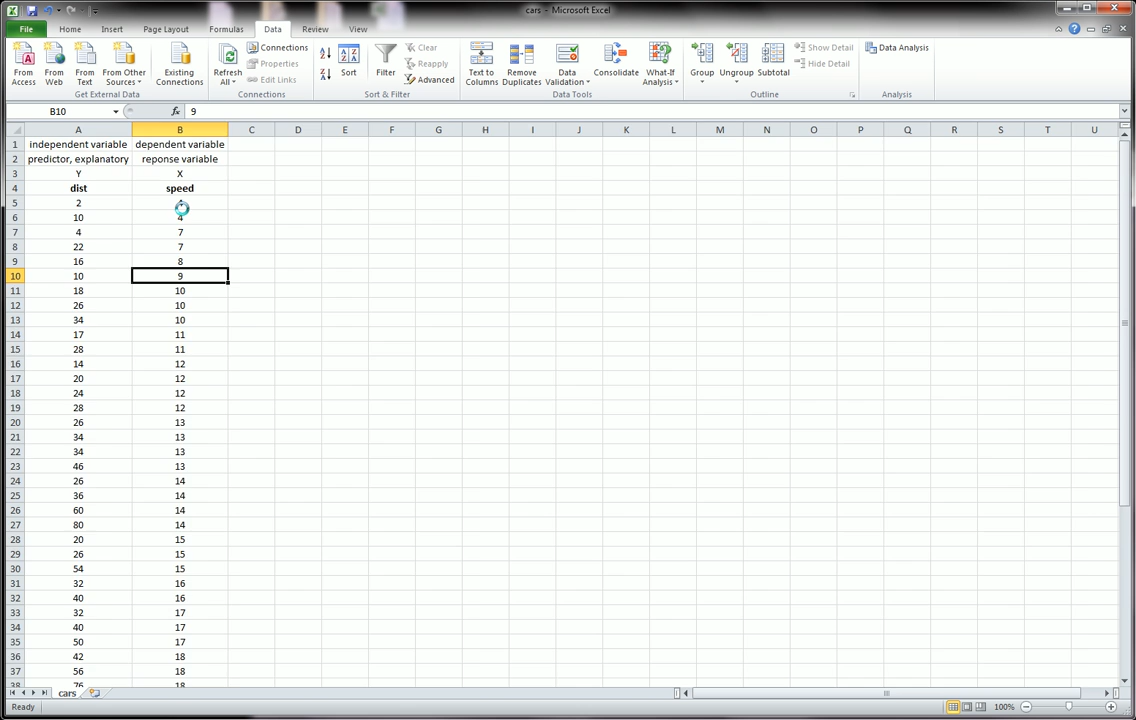 cars - Microsoft Excel
File Home Insert Page Layout Formulas Data Review View
From Access From Web From Text From Other Sources Existing Connections
Get External Data
Refresh All Connections Properties Edit Links
Connections
Sort Filter Clear Reapply Advanced
Sort & Filter
Text to Columns Remove Duplicates Data Validation Consolidate What-If Analysis
Data Tools
Group Ungroup Subtotal Show Detail Hide Detail
Outline
Data Analysis
Analysis
B10 fx 9
A B C D E F G H I J K L M N O P Q R S T U
1 independent variable dependent variable
2 predictor, explanatory reponse variable
3 Y X
4 dist speed
5 2
6 10 4
7 4 7
8 22 7
9 16 8
10 10 9
11 18 10
12 26 10
13 34 10
14 17 11
15 28 11
16 14 12
17 20 12
18 24 12
19 28 12
20 26 13
21 34 13
22 34 13
23 46 13
24 26 14
25 36 14
26 60 14
27 80 14
28 20 15
29 26 15
30 54 15
31 32 16
32 40 16
33 32 17
34 40 17
35 50 17
36 42 18
37 56 18
38 76 18
cars
Ready 100%